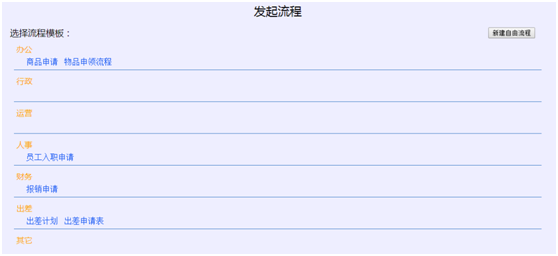 发起流程
选择流程模板：
新建自由流程
办公
商品申请 物品申领流程
行政
运营
人事
员工入职申请
财务
报销申请
出差
出差计划 出差申请表
其它